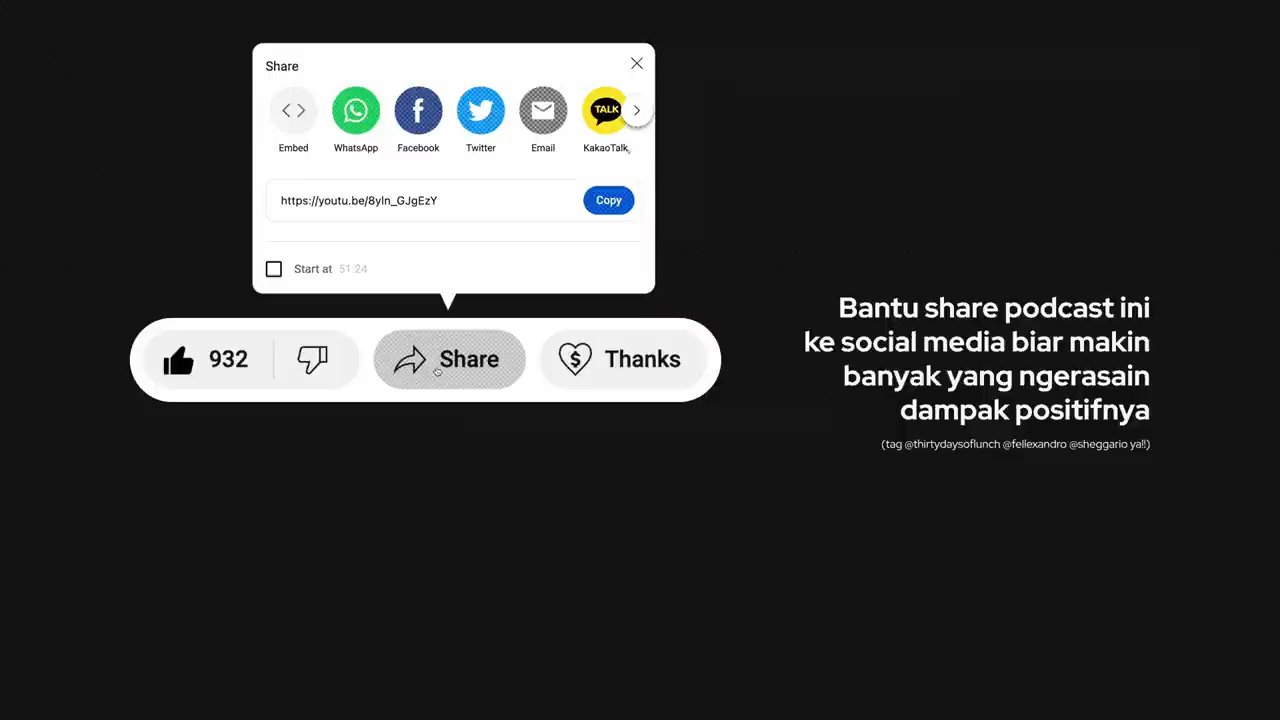 Share
TALK
Embed
WhatsApp
Facebook
Twitter
Email
KakaoTalk
https://youtu.be/8yIn_GJgEzY
Copy
Start at 51:24
932
Share
Thanks
Bantu share podcast ini
ke social media biar makin
banyak yang ngerasain
dampak positifnya
(tag @thirtydaysoflunch @fellexandro @sheggario ya!!)